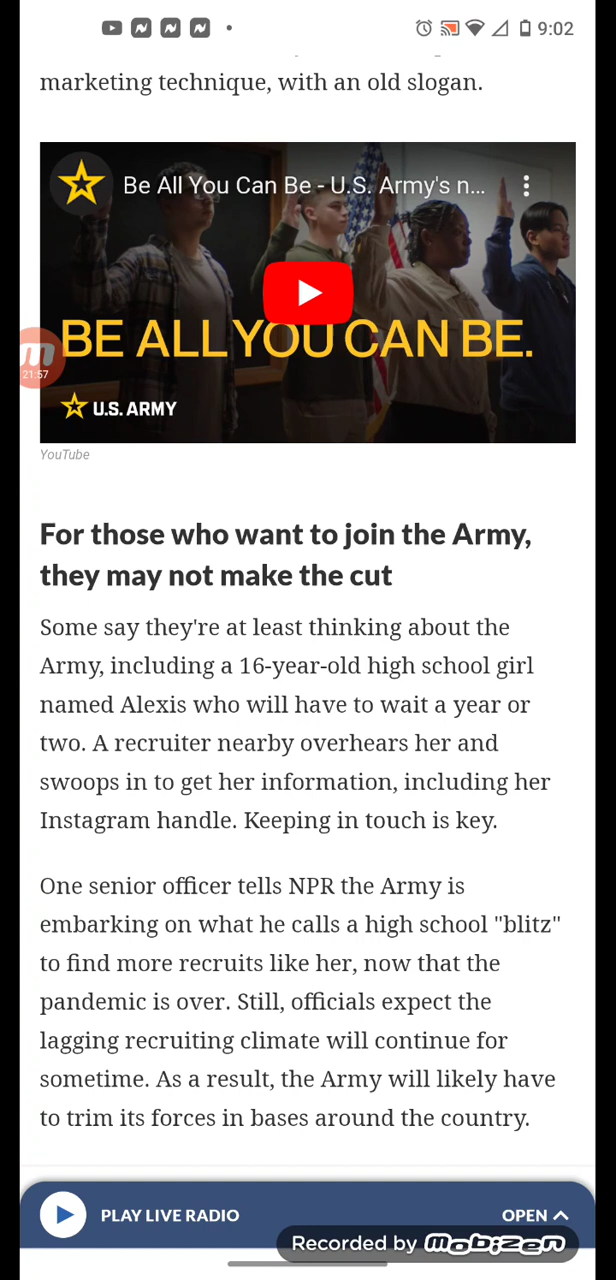 9:02
marketing technique, with an old slogan.
Be All You Can Be - U.S. Army's n...
BE ALL YOU CAN BE.
21:57
U.S. ARMY
YouTube
For those who want to join the Army,
they may not make the cut
Some say they're at least thinking about the
Army, including a 16-year-old high school girl
named Alexis who will have to wait a year or
two. A recruiter nearby overhears her and
swoops in to get her information, including her
Instagram handle. Keeping in touch is key.
One senior officer tells NPR the Army is
embarking on what he calls a high school "blitz"
to find more recruits like her, now that the
pandemic is over. Still, officials expect the
lagging recruiting climate will continue for
sometime. As a result, the Army will likely have
to trim its forces in bases around the country.
PLAY LIVE RADIO
OPEN
Recorded by mobizen